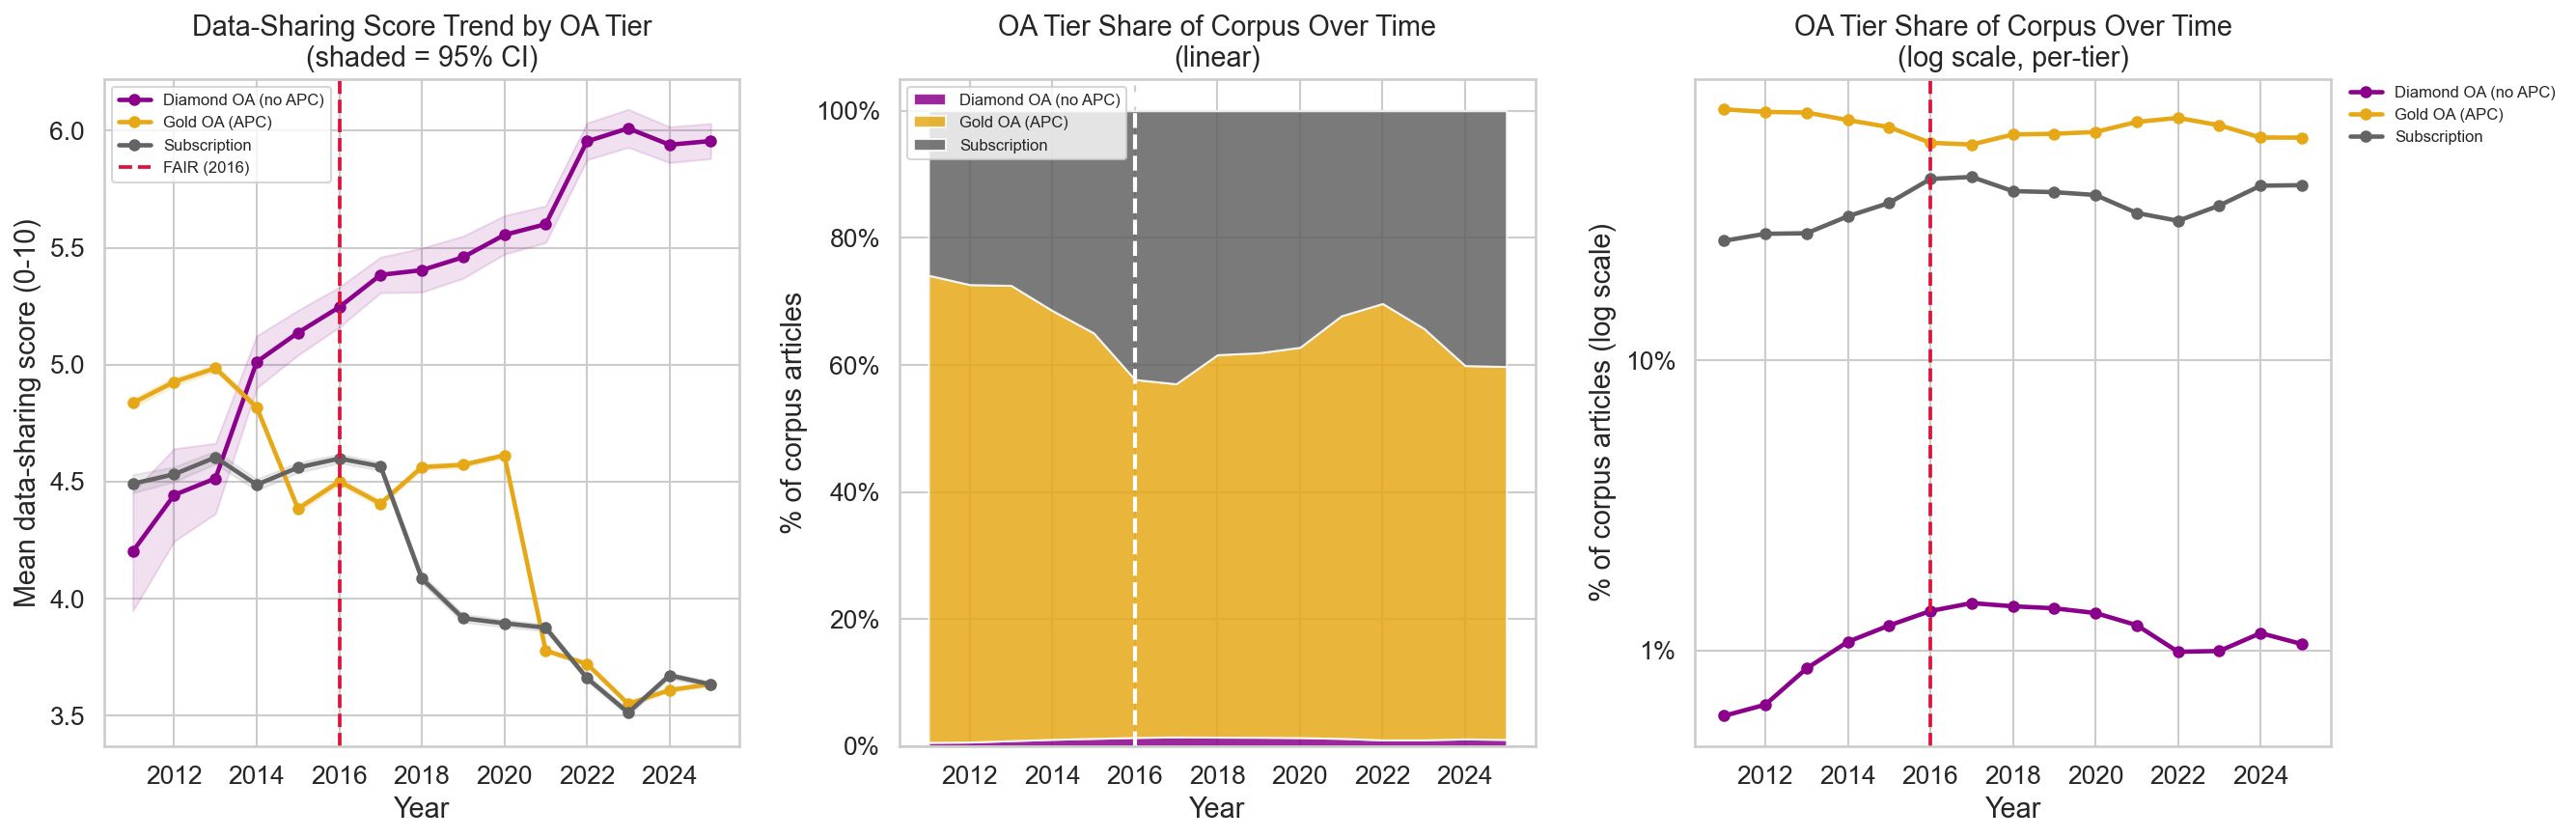 Data-Sharing Score Trend by OA Tier
(shaded = 95% CI)
Diamond OA (no APC)
Gold OA (APC)
Subscription
FAIR (2016)
Mean data-sharing score (0-10)
6.0
5.5
5.0
4.5
4.0
3.5
2012 2014 2016 2018 2020 2022 2024
Year
OA Tier Share of Corpus Over Time
(linear)
Diamond OA (no APC)
Gold OA (APC)
Subscription
% of corpus articles
100%
80%
60%
40%
20%
0%
2012 2014 2016 2018 2020 2022 2024
Year
OA Tier Share of Corpus Over Time
(log scale, per-tier)
Diamond OA (no APC)
Gold OA (APC)
Subscription
% of corpus articles (log scale)
10%
1%
2012 2014 2016 2018 2020 2022 2024
Year